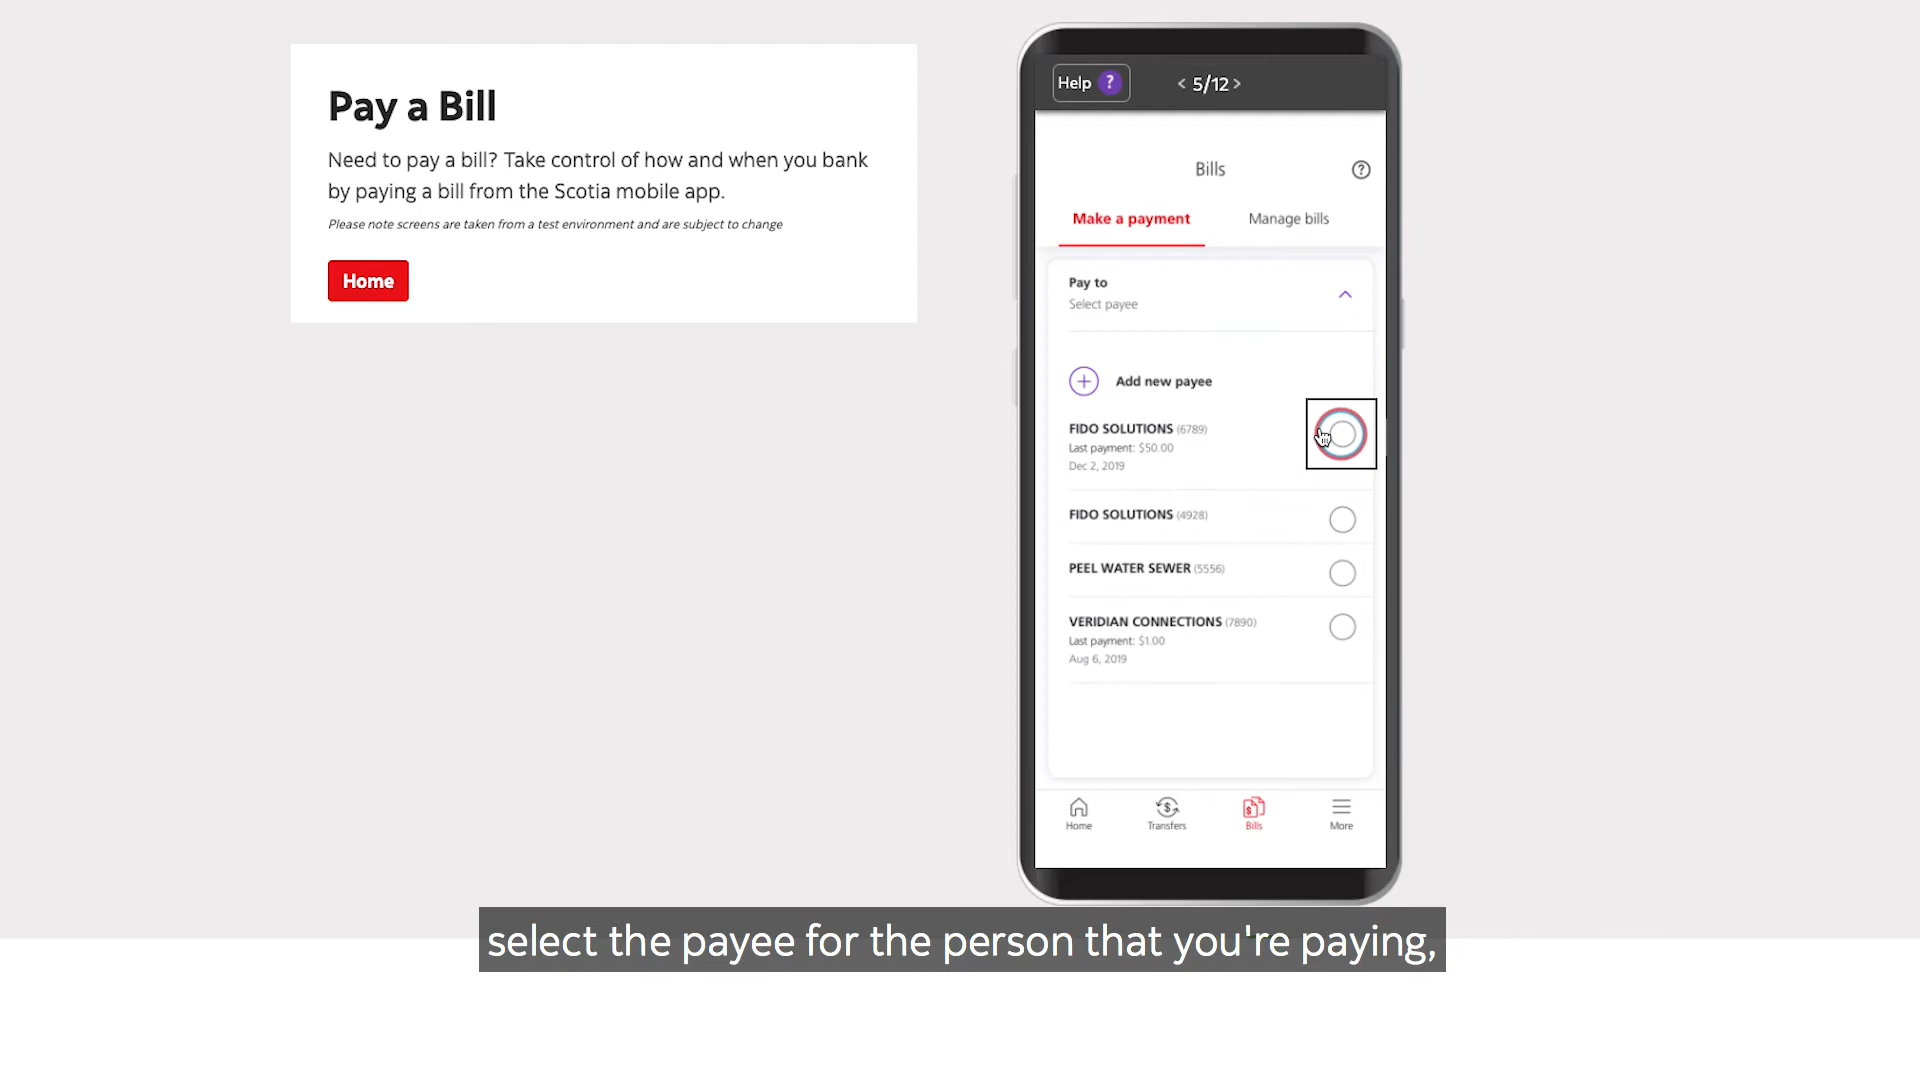 Pay a Bill
Need to pay a bill? Take control of how and when you bank
by paying a bill from the Scotia mobile app.
Please note screens are taken from a test environment and are subject to change
Home
Help ?
< 5/12 >
Bills
?
Make a payment
Manage bills
Pay to
Select payee
Add new payee
FIDO SOLUTIONS (6789)
Last payment: $50.00
Dec 2, 2019
FIDO SOLUTIONS (4928)
PEEL WATER SEWER (5556)
VERIDIAN CONNECTIONS (7890)
Last payment: $1.00
Aug 6, 2019
Home
Transfers
Bills
More
select the payee for the person that you're paying,